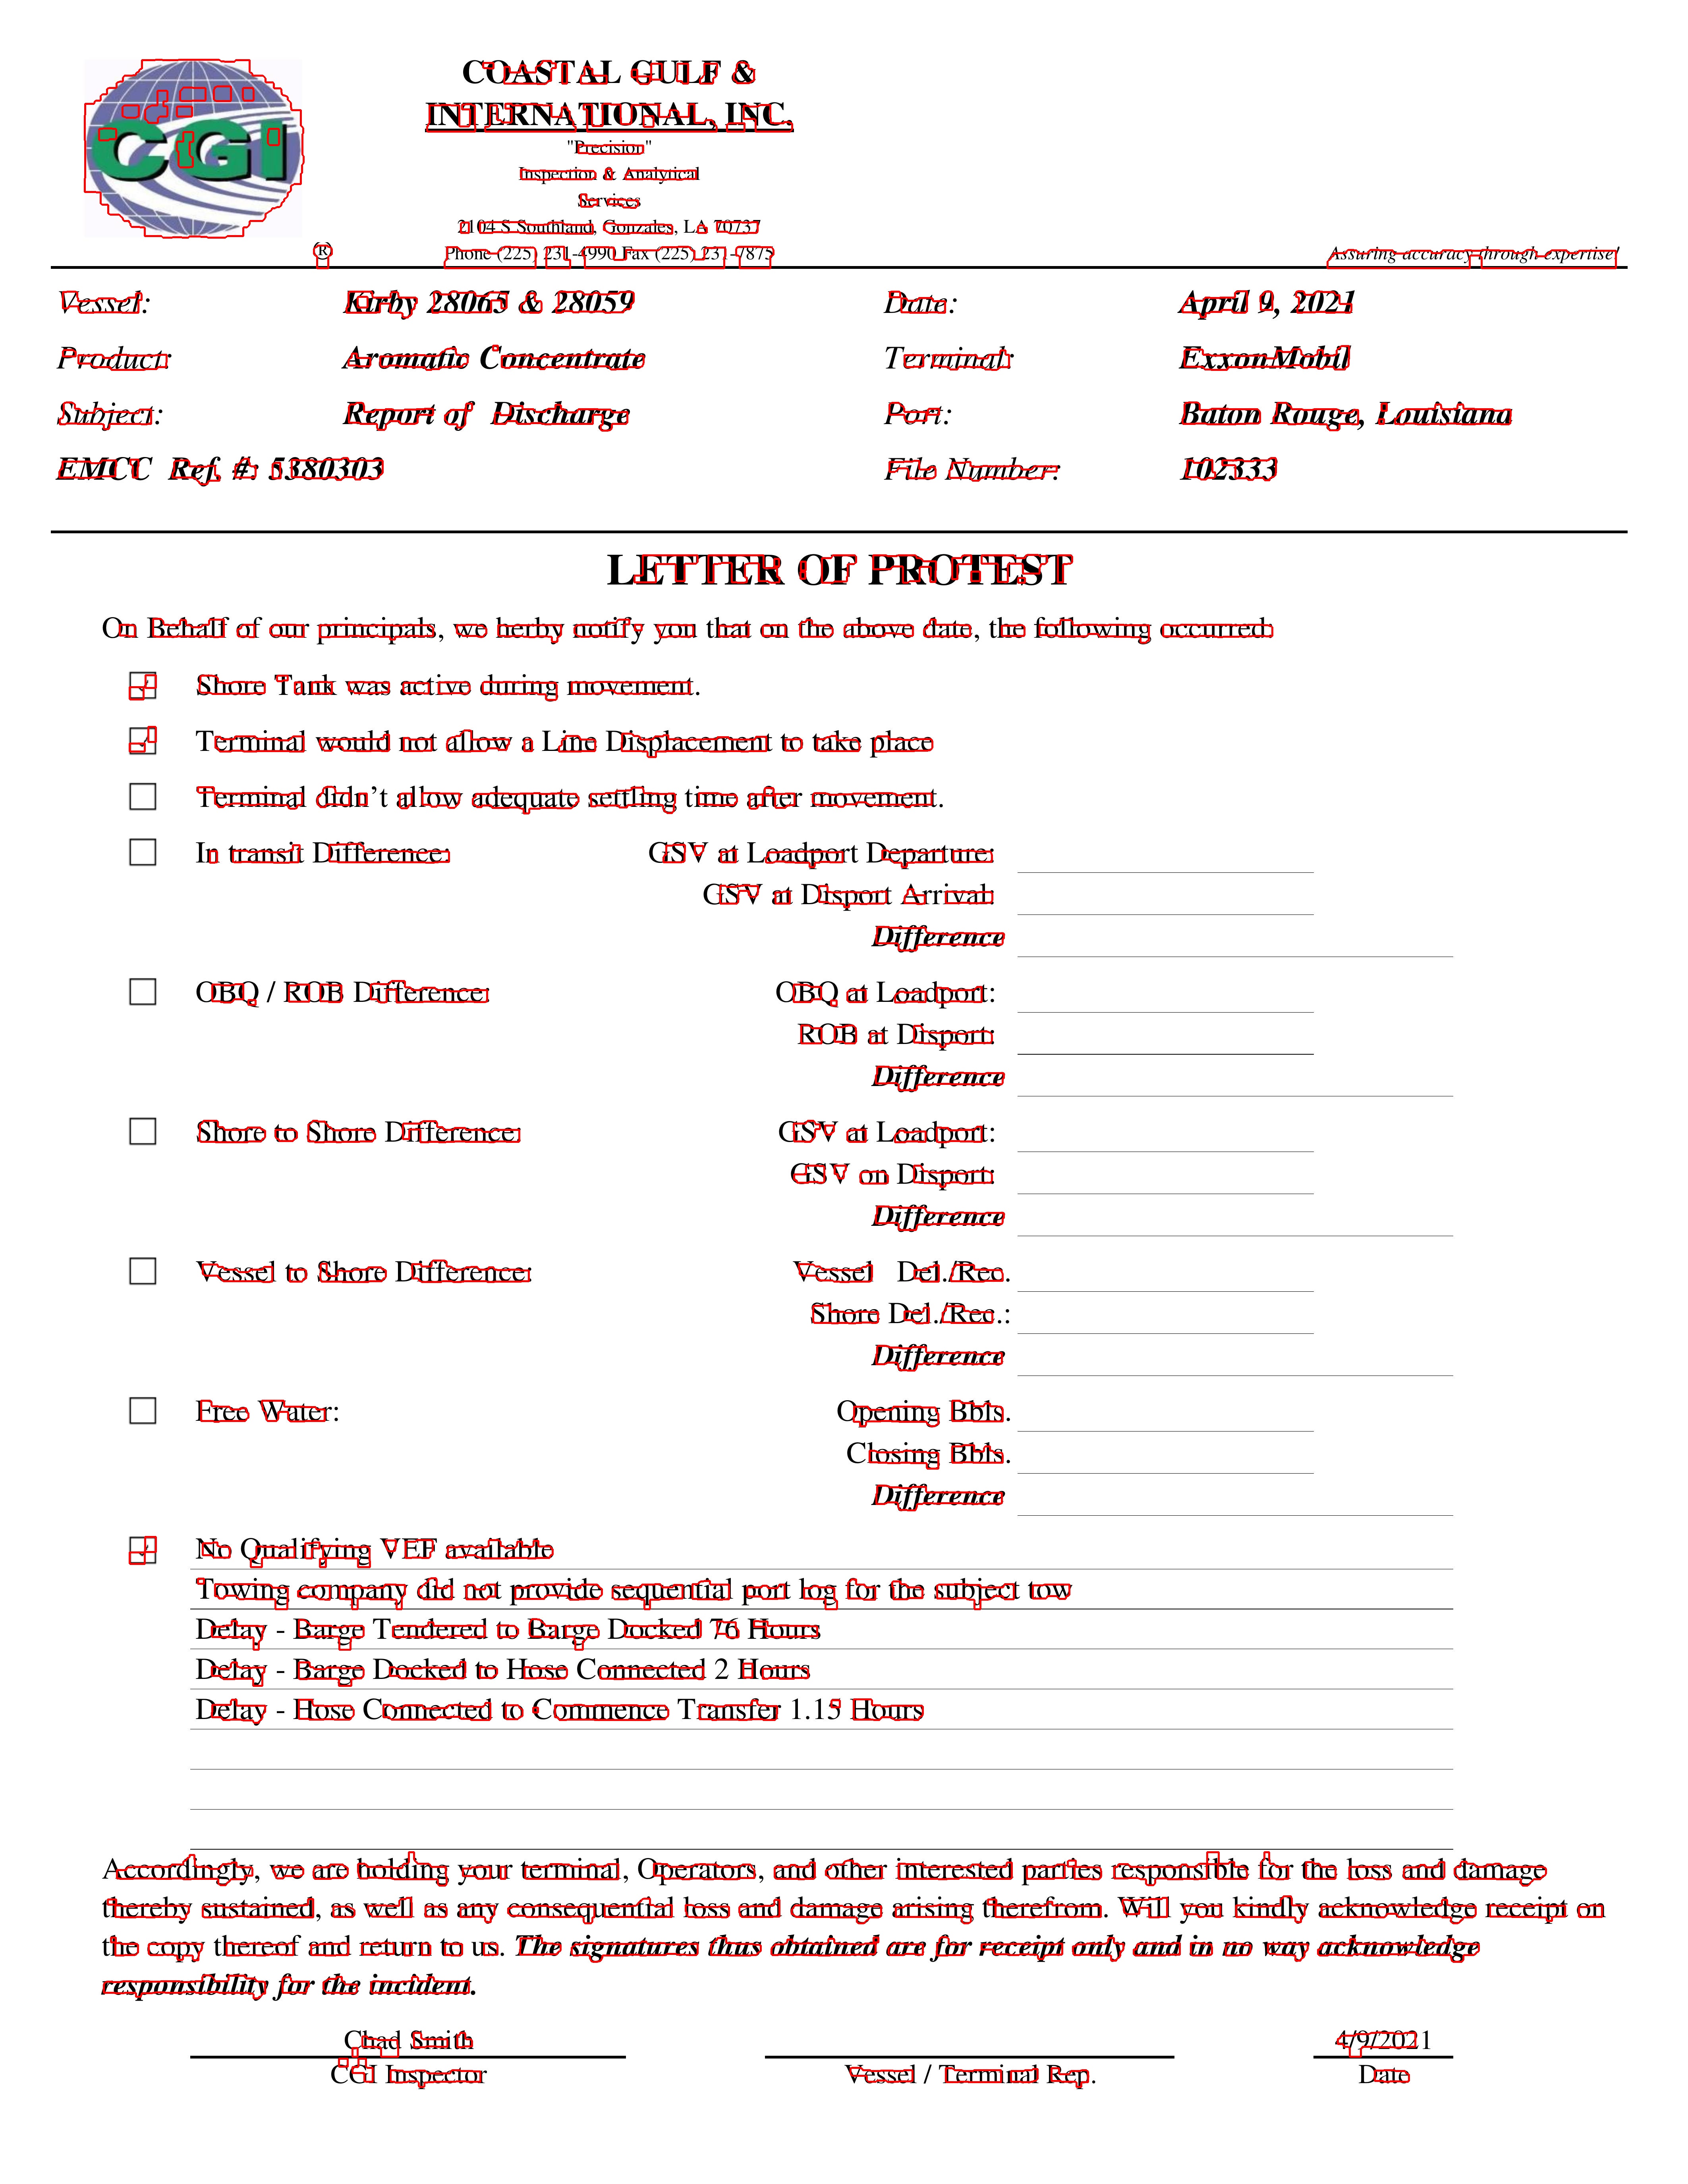 CGI
COASTAL GULF &
INTERNATIONAL, INC.
"Precision"
Inspection & Analytical
Services
2104 S Southland, Gonzales, LA 70737
® Phone (225) 231-4990 Fax (225) 231-7875 Assuring accuracy through expertise!
Vessel: Kirby 28065 & 28059 Date: April 9, 2021
Product: Aromatic Concentrate Terminal: ExxonMobil
Subject: Report of Discharge Port: Baton Rouge, Louisiana
EMCC Ref. #: 5380303 File Number: 102333
LETTER OF PROTEST
On Behalf of our principals, we herby notify you that on the above date, the following occurred:
Shore Tank was active during movement.
Terminal would not allow a Line Displacement to take place
Terminal didn't allow adequate settling time after movement.
In transit Difference: GSV at Loadport Departure:
GSV at Disport Arrival:
Difference
OBQ / ROB Difference: OBQ at Loadport:
ROB at Disport:
Difference
Shore to Shore Difference: GSV at Loadport:
GSV on Disport:
Difference
Vessel to Shore Difference: Vessel Del./Rec.
Shore Del./Rec.:
Difference
Free Water: Opening Bbls.
Closing Bbls.
Difference
No Qualifying VEF available
Towing company did not provide sequential port log for the subject tow
Delay - Barge Tendered to Barge Docked 76 Hours
Delay - Barge Docked to Hose Connected 2 Hours
Delay - Hose Connected to Commence Transfer 1.15 Hours
Accordingly, we are holding your terminal, Operators, and other interested parties responsible for the loss and damage
thereby sustained, as well as any consequential loss and damage arising therefrom. Will you kindly acknowledge receipt on
the copy thereof and return to us. The signatures thus obtained are for receipt only and in no way acknowledge
responsibility for the incident.
Chad Smith 4/9/2021
CGI Inspector Vessel / Terminal Rep. Date